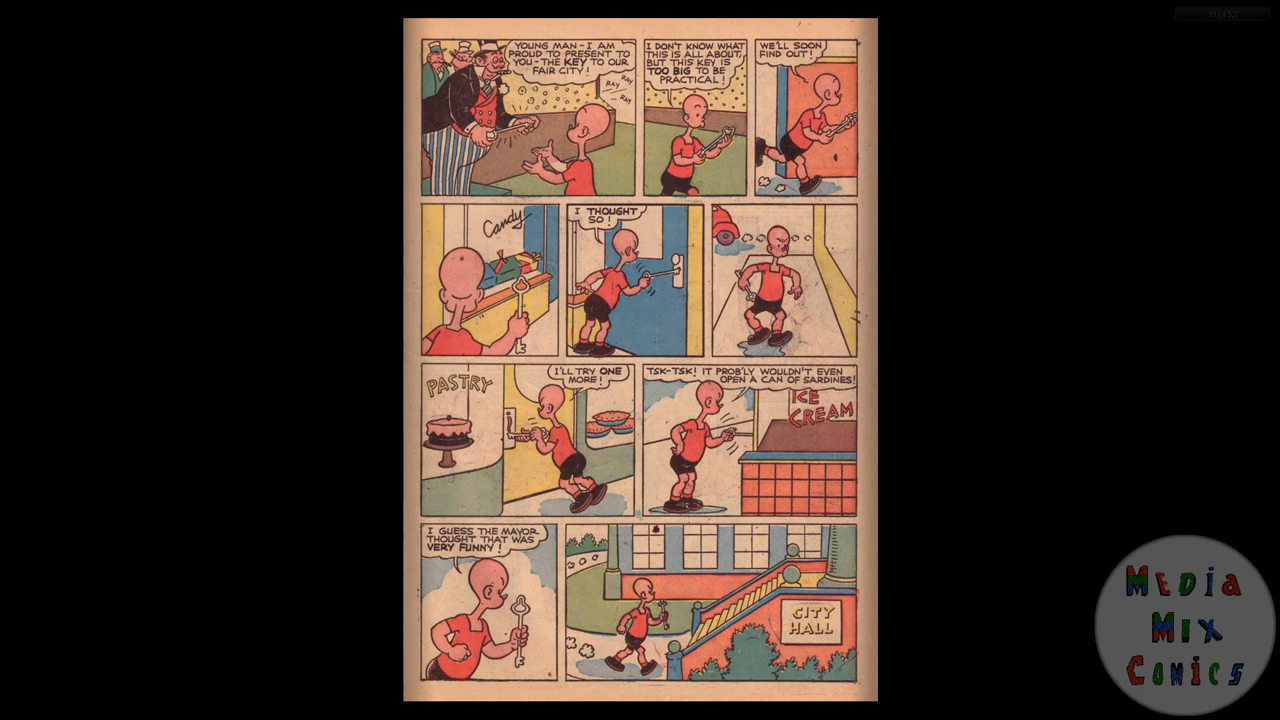 YOUNG MAN - I AM
PROUD TO PRESENT TO
YOU - THE KEY TO OUR
FAIR CITY!
RAY
RAY
RAY
I DON'T KNOW WHAT
THIS IS ALL ABOUT,
BUT THIS KEY IS
TOO BIG TO BE
PRACTICAL!
WE'LL SOON
FIND OUT!
Candy
I THOUGHT
SO!
PASTRY
I'LL TRY ONE
MORE!
TSK-TSK! IT PROB'LY WOULDN'T EVEN
OPEN A CAN OF SARDINES!
ICE
CREAM
I GUESS THE MAYOR
THOUGHT THAT WAS
VERY FUNNY!
CITY
HALL
MEDIA
MIX
COMICS